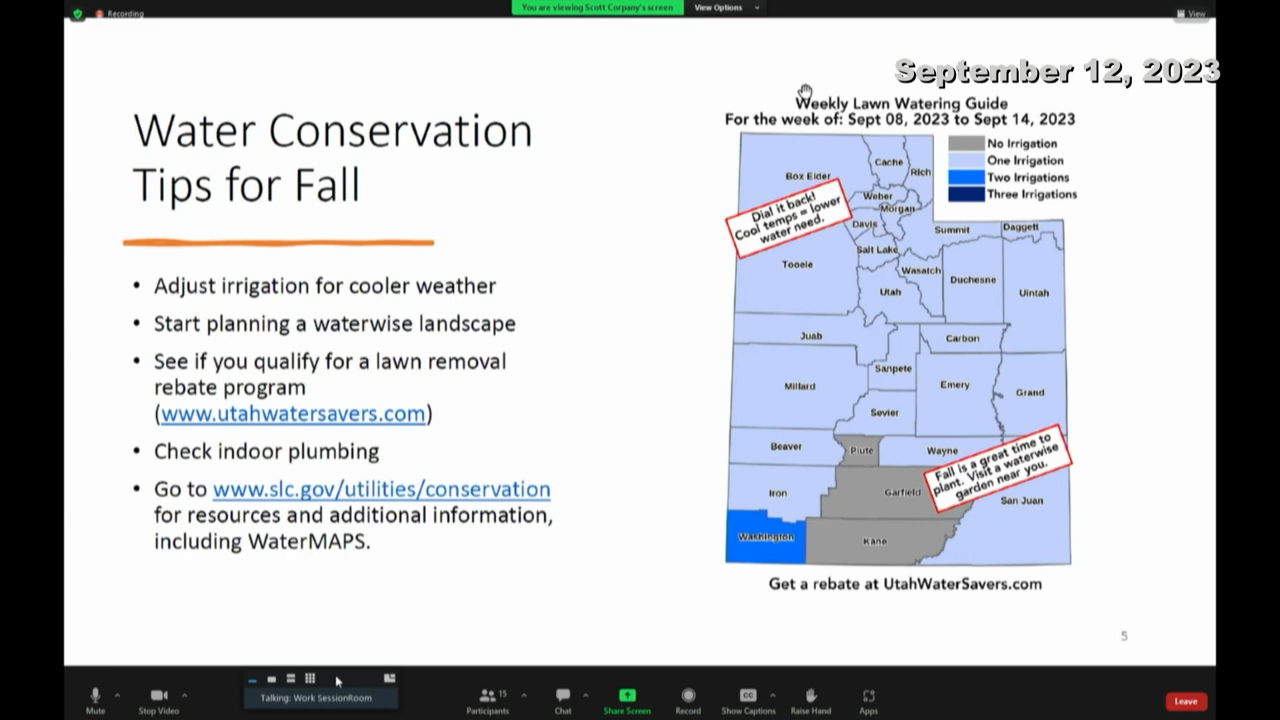 Recording
You are viewing Scott Corpany's screen
View Options
View
September 12, 2023
Water Conservation
Tips for Fall
• Adjust irrigation for cooler weather
• Start planning a waterwise landscape
• See if you qualify for a lawn removal
rebate program
(www.utahwatersavers.com)
• Check indoor plumbing
• Go to www.slc.gov/utilities/conservation
for resources and additional information,
including WaterMAPS.
Weekly Lawn Watering Guide
For the week of: Sept 08, 2023 to Sept 14, 2023
No Irrigation
One Irrigation
Two Irrigations
Three Irrigations
Cache
Rich
Box Elder
Weber
Morgan
Dial it back!
Cool temps = lower
water need.
Davis
Summit
Daggett
Salt Lake
Tooele
Wasatch
Duchesne
Utah
Uintah
Juab
Carbon
Sanpete
Millard
Emery
Grand
Sevier
Beaver
Piute
Wayne
Fall is a great time to
plant. Visit a waterwise
garden near you.
Iron
Garfield
San Juan
Washington
Kane
Get a rebate at UtahWaterSavers.com
5
Talking: Work SessionRoom
Mute
Stop Video
Participants
15
Chat
Share Screen
Record
CC
Show Captions
Raise Hand
Apps
Leave